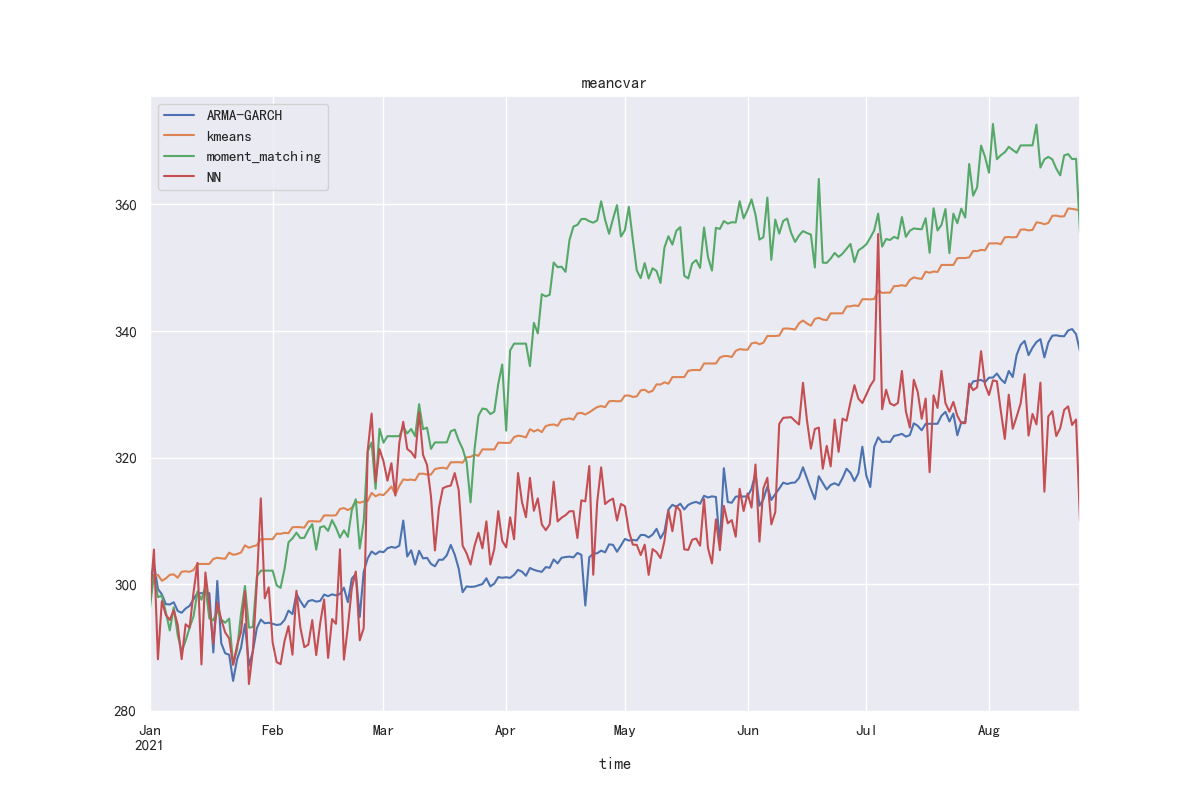 meancvar
ARMA-GARCH
kmeans
moment_matching
NN
360
340
320
300
280
Jan Feb Mar Apr May Jun Jul Aug
2021
time